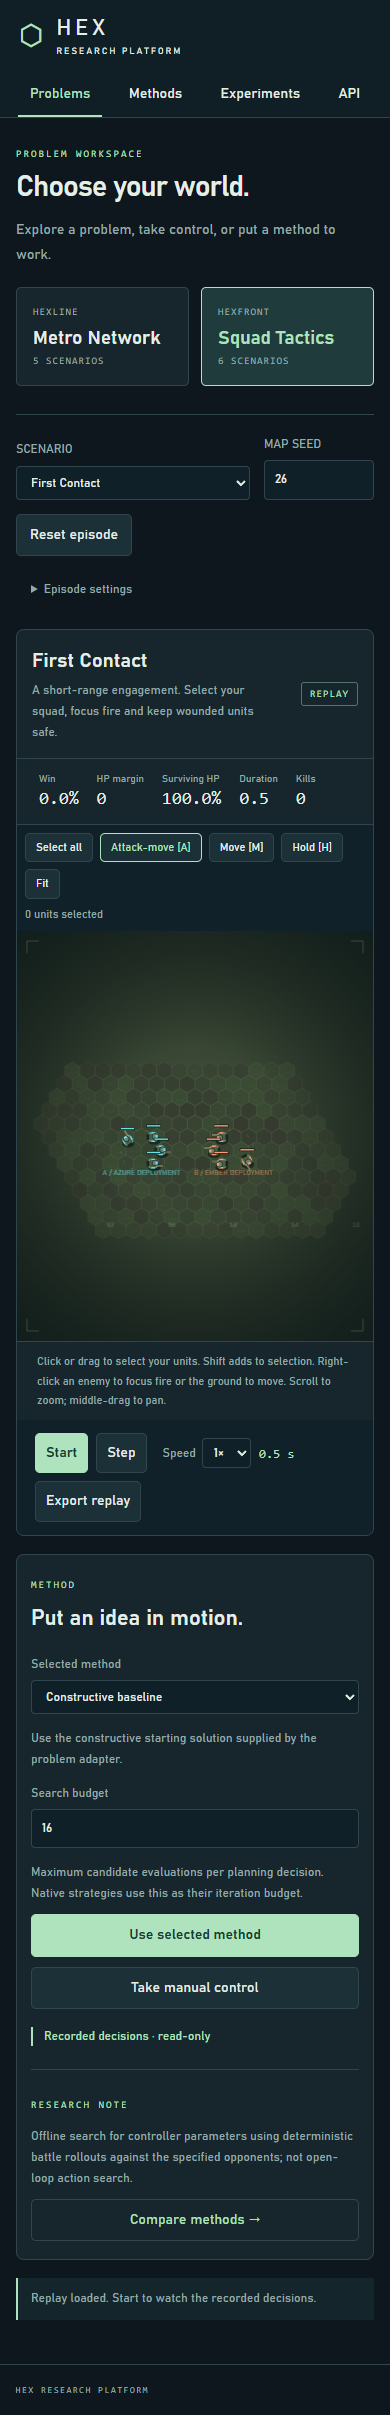 HEX
RESEARCH PLATFORM
Problems Methods Experiments API
PROBLEM WORKSPACE
Choose your world.
Explore a problem, take control, or put a method to
work.
HEXLINE
Metro Network
5 SCENARIOS
HEXFRONT
Squad Tactics
6 SCENARIOS
SCENARIO
First Contact
MAP SEED
26
Reset episode
Episode settings
First Contact
A short-range engagement. Select your
squad, focus fire and keep wounded units
safe.
REPLAY
Win HP margin Surviving HP Duration Kills
0.0% 0 100.0% 0.5 0
Select all Attack-move [A] Move [M] Hold [H]
Fit
0 units selected
A / AZURE DEPLOYMENT B / EMBER DEPLOYMENT
Click or drag to select your units. Shift adds to selection. Right-
click an enemy to focus fire or the ground to move. Scroll to
zoom; middle-drag to pan.
Start Step Speed 1× 0.5 s
Export replay
METHOD
Put an idea in motion.
Selected method
Constructive baseline
Use the constructive starting solution supplied by the
problem adapter.
Search budget
16
Maximum candidate evaluations per planning decision.
Native strategies use this as their iteration budget.
Use selected method
Take manual control
Recorded decisions · read-only
RESEARCH NOTE
Offline search for controller parameters using deterministic
battle rollouts against the specified opponents; not open-
loop action search.
Compare methods →
Replay loaded. Start to watch the recorded decisions.
HEX RESEARCH PLATFORM